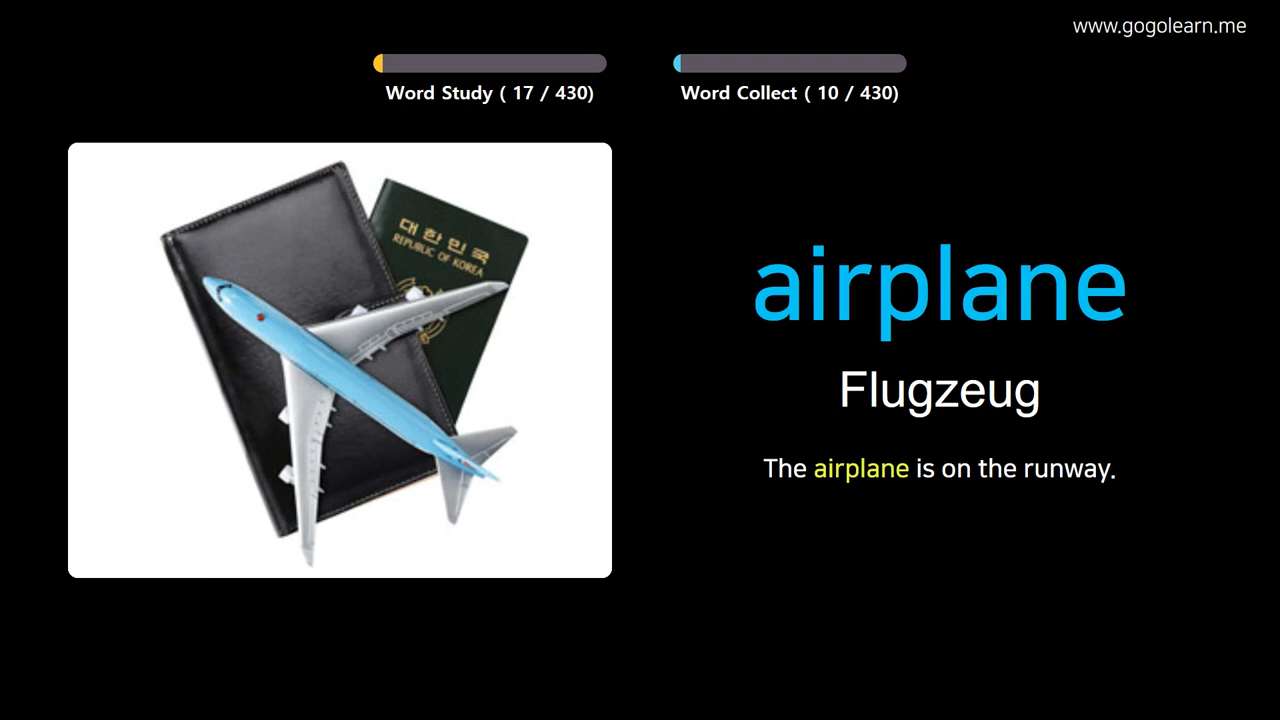 www.gogolearn.me
Word Study ( 17 / 430)
Word Collect ( 10 / 430)
대한민국
REPUBLIC OF KOREA
airplane
Flugzeug
The airplane is on the runway.